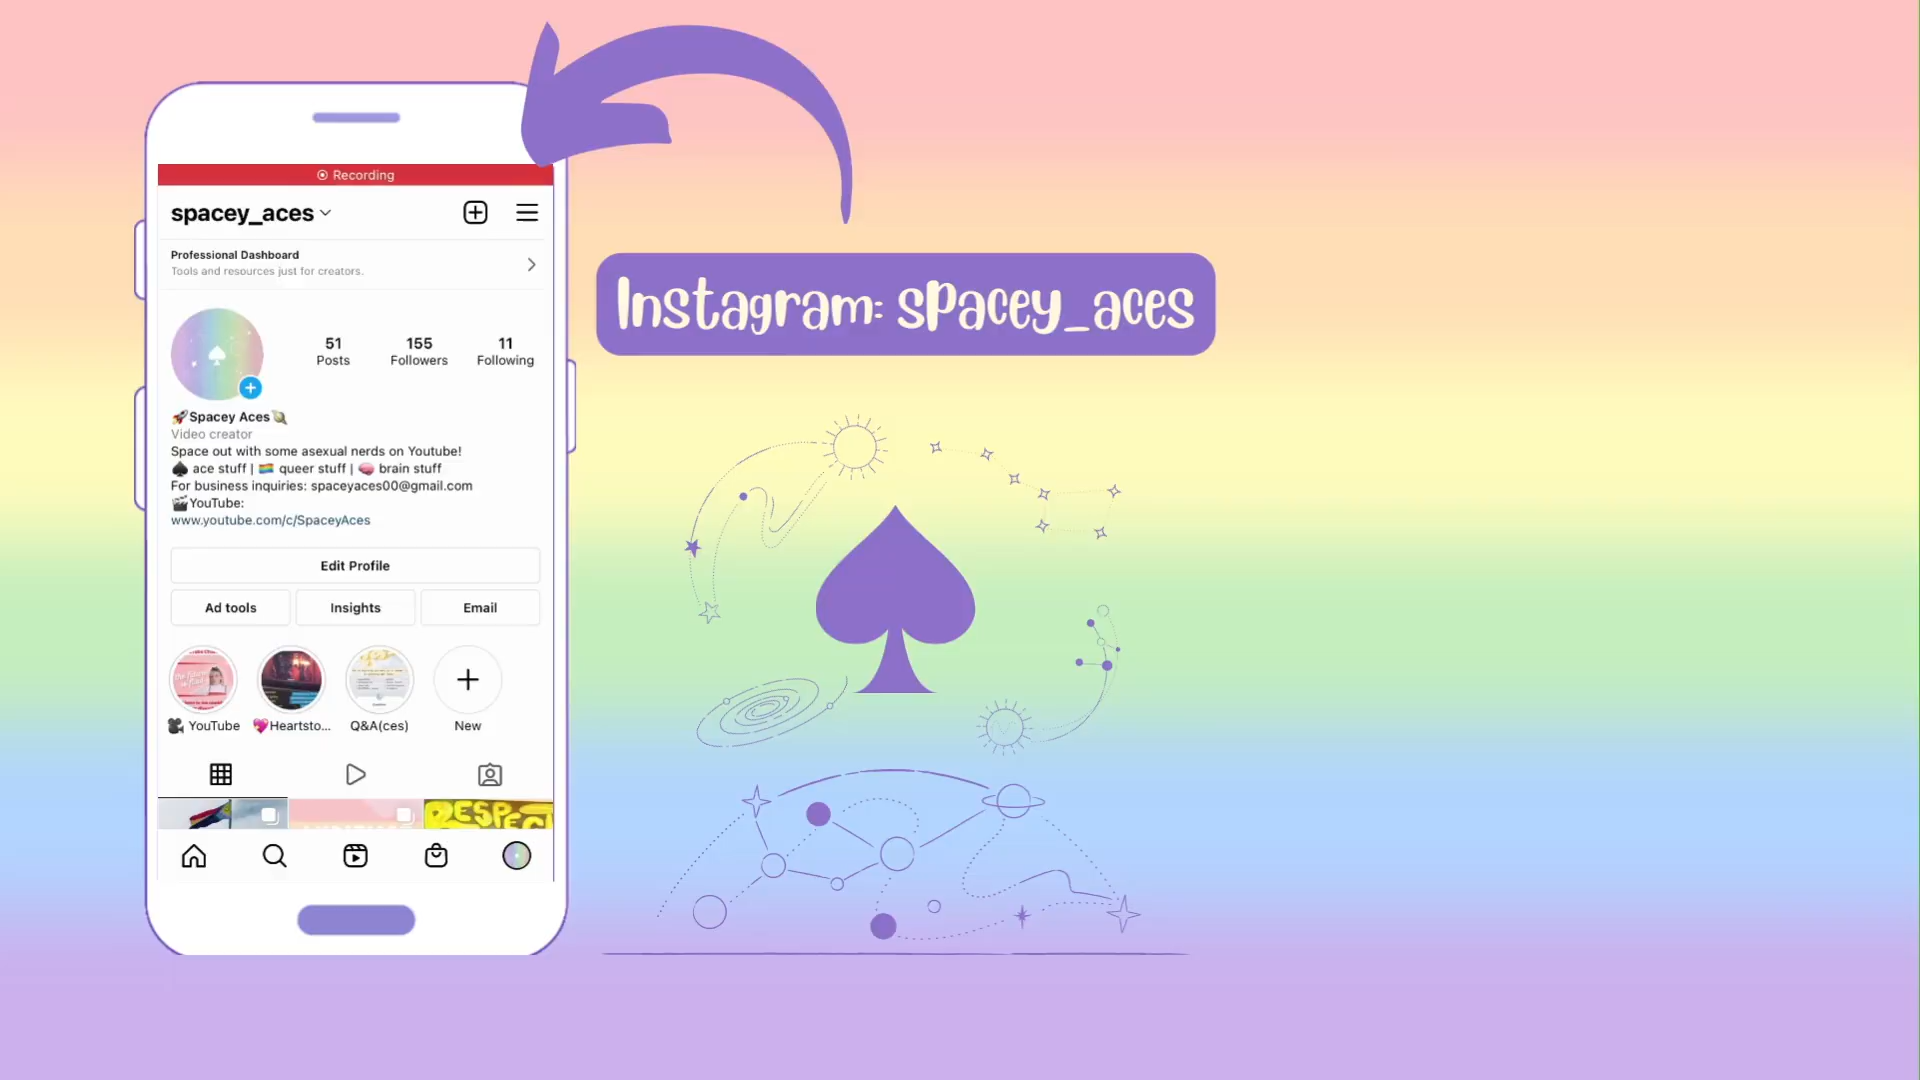 Recording
spacey_aces
Professional Dashboard
Tools and resources just for creators.
51 155 11
Posts Followers Following
🚀Spacey Aces🪐
Video creator
Space out with some asexual nerds on Youtube!
♠️ ace stuff | 🏳️‍🌈 queer stuff | 🧠 brain stuff
For business inquiries: spaceyaces00@gmail.com
🎬YouTube:
www.youtube.com/c/SpaceyAces
Edit Profile
Ad tools Insights Email
🎥 YouTube 💖Heartsto... Q&A(ces) New
RESPECT
Instagram: spacey_aces